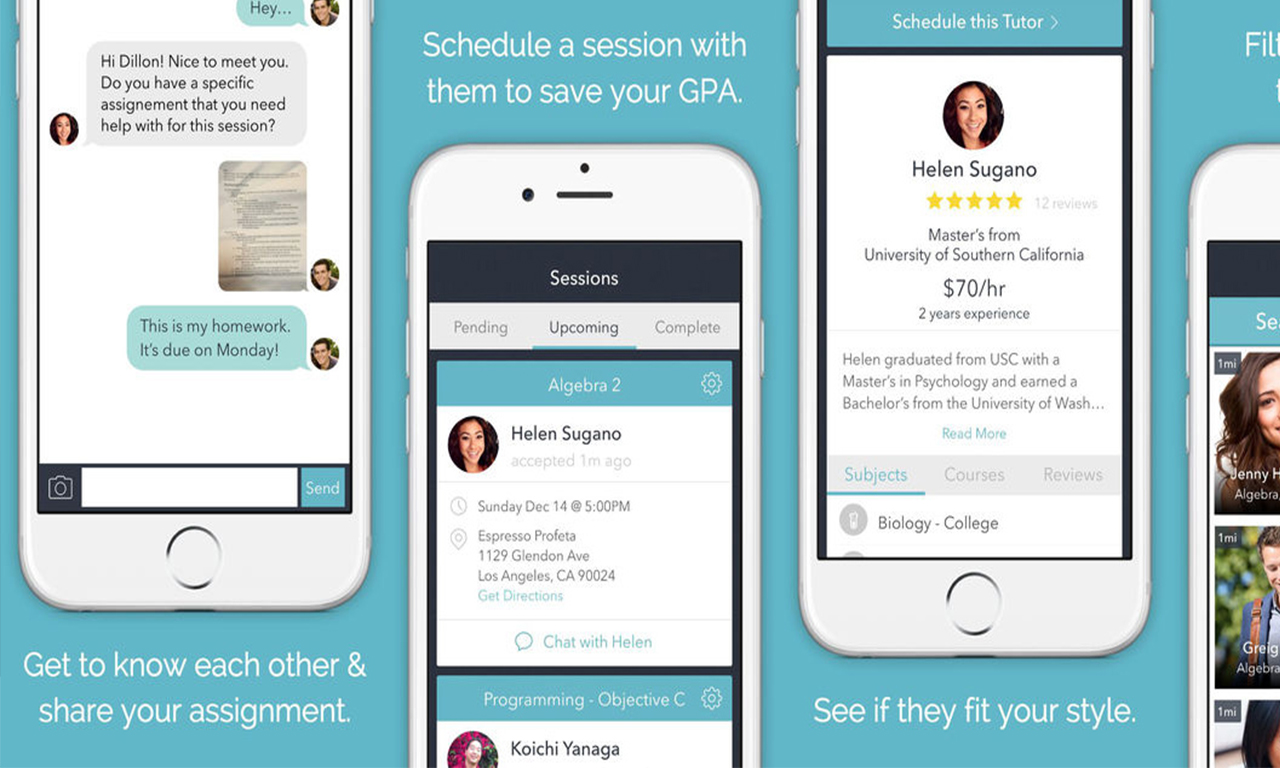 Hey...
Hi Dillon! Nice to meet you.
Do you have a specific
assignement that you need
help with for this session?
This is my homework.
It's due on Monday!
Send
Get to know each other &
share your assignment.
Schedule a session with
them to save your GPA.
Sessions
Pending Upcoming Complete
Algebra 2
Helen Sugano
accepted 1m ago
Sunday Dec 14 @ 5:00PM
Espresso Profeta
1129 Glendon Ave
Los Angeles, CA 90024
Get Directions
Chat with Helen
Programming - Objective C
Koichi Yanaga
Schedule this Tutor >
Helen Sugano
12 reviews
Master's from
University of Southern California
$70/hr
2 years experience
Helen graduated from USC with a
Master's in Psychology and earned a
Bachelor's from the University of Wash...
Read More
Subjects Courses Reviews
Biology - College
See if they fit your style.
Filt
Se
1mi
Jenny H
Algebra,
1mi
Greig
Algebra
1mi